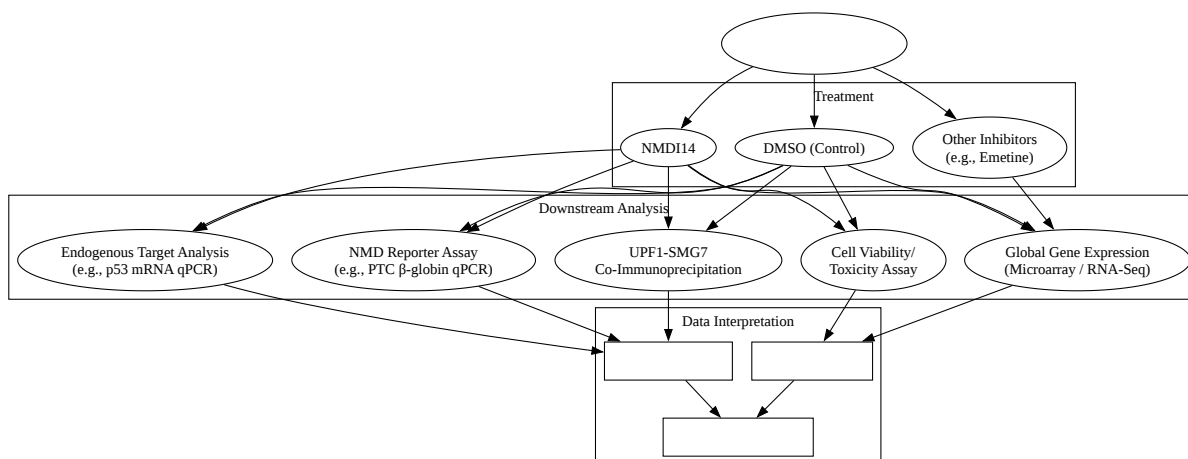 Treatment
NMDI14
DMSO (Control)
Other Inhibitors
(e.g., Emetine)
Downstream Analysis
Endogenous Target Analysis
(e.g., p53 mRNA qPCR)
NMD Reporter Assay
(e.g., PTC β-globin qPCR)
UPF1-SMG7
Co-Immunoprecipitation
Cell Viability/
Toxicity Assay
Global Gene Expression
(Microarray / RNA-Seq)
Data Interpretation